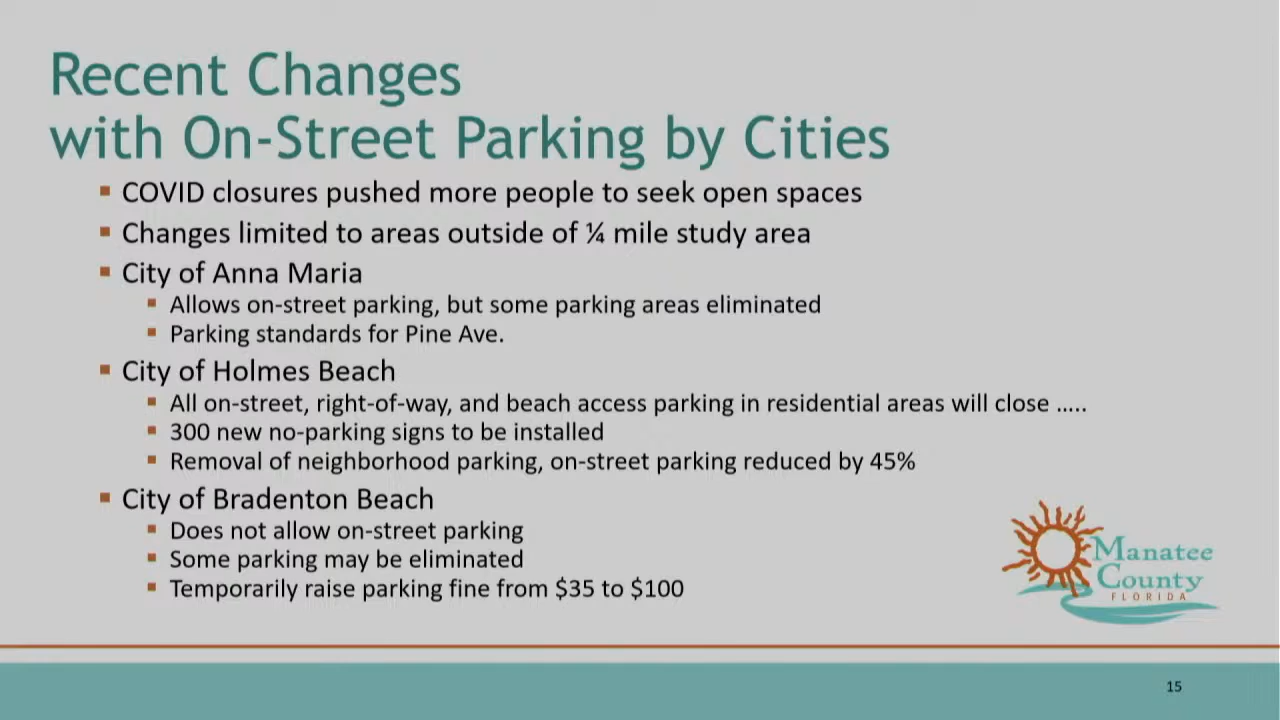 Recent Changes
with On-Street Parking by Cities
COVID closures pushed more people to seek open spaces
Changes limited to areas outside of ¼ mile study area
City of Anna Maria
Allows on-street parking, but some parking areas eliminated
Parking standards for Pine Ave.
City of Holmes Beach
All on-street, right-of-way, and beach access parking in residential areas will close …..
300 new no-parking signs to be installed
Removal of neighborhood parking, on-street parking reduced by 45%
City of Bradenton Beach
Does not allow on-street parking
Some parking may be eliminated
Temporarily raise parking fine from $35 to $100
Manatee
County
FLORIDA
15